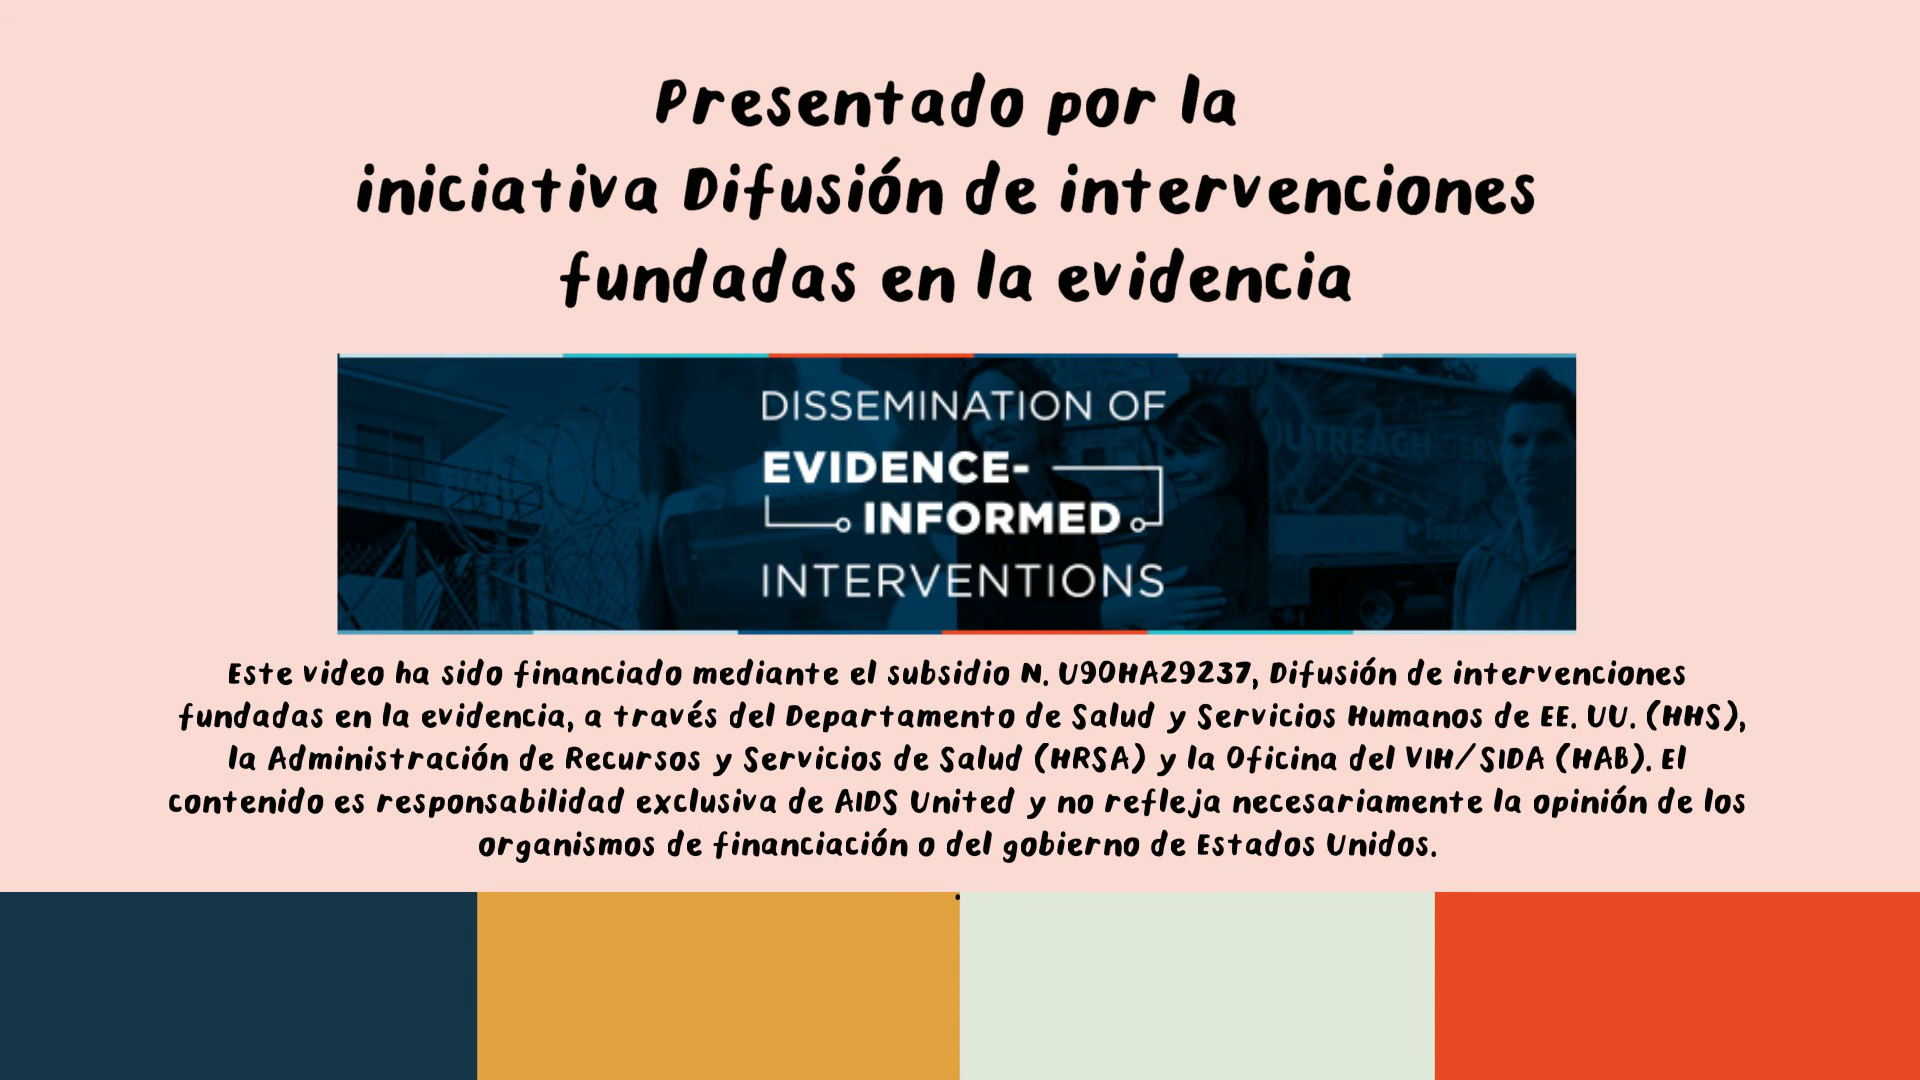 Presentado por la
iniciativa Difusión de intervenciones
fundadas en la evidencia
DISSEMINATION OF
EVIDENCE-
INFORMED
INTERVENTIONS
OUTREACH SERV
Este video ha sido financiado mediante el subsidio N. U90HA29237, Difusión de intervenciones
fundadas en la evidencia, a través del Departamento de Salud y Servicios Humanos de EE. UU. (HHS),
la Administración de Recursos y Servicios de Salud (HRSA) y la Oficina del VIH/SIDA (HAB). El
contenido es responsabilidad exclusiva de AIDS United y no refleja necesariamente la opinión de los
organismos de financiación o del gobierno de Estados Unidos.
.